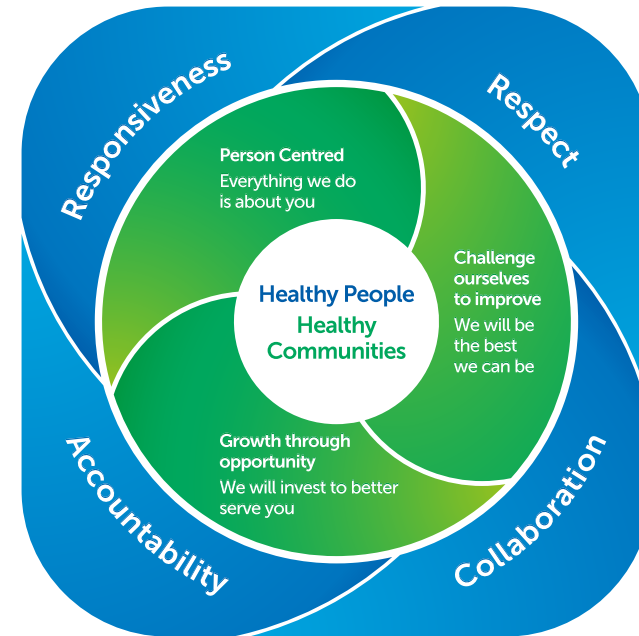 Responsiveness
Respect
Person Centred
Everything we do
is about you
Challenge
ourselves
to improve
We will be
the best
we can be
Healthy People
Healthy
Communities
Growth through
opportunity
We will invest to better
serve you
Accountability
Collaboration